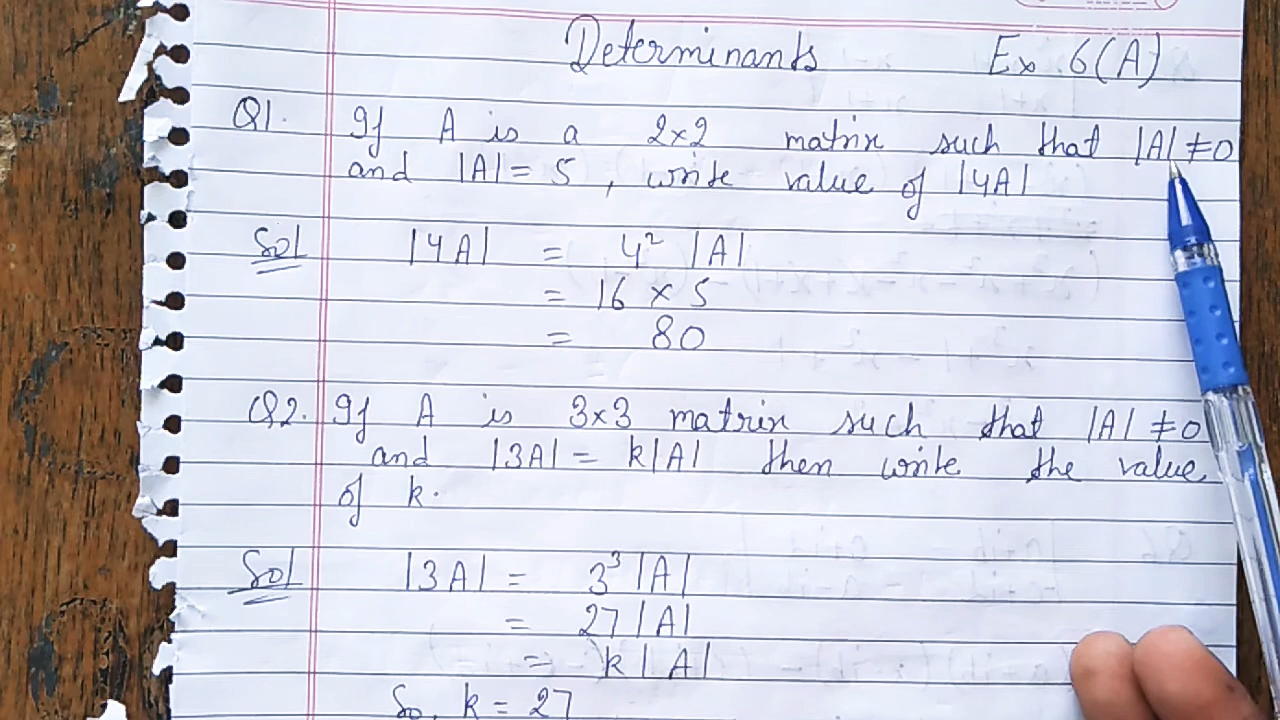 Determinants Ex. 6(A)
Q1. If A is a 2×2 matrix such that |A| ≠ 0
and |A| = 5, write value of |4A|
Sol |4A| = 4² |A|
= 16 × 5
= 80
Q2. If A is 3×3 matrix such that |A| ≠ 0
and |3A| = k|A| then write the value
of k.
Sol |3A| = 3³ |A|
= 27 |A|
= k |A|
So, k = 27